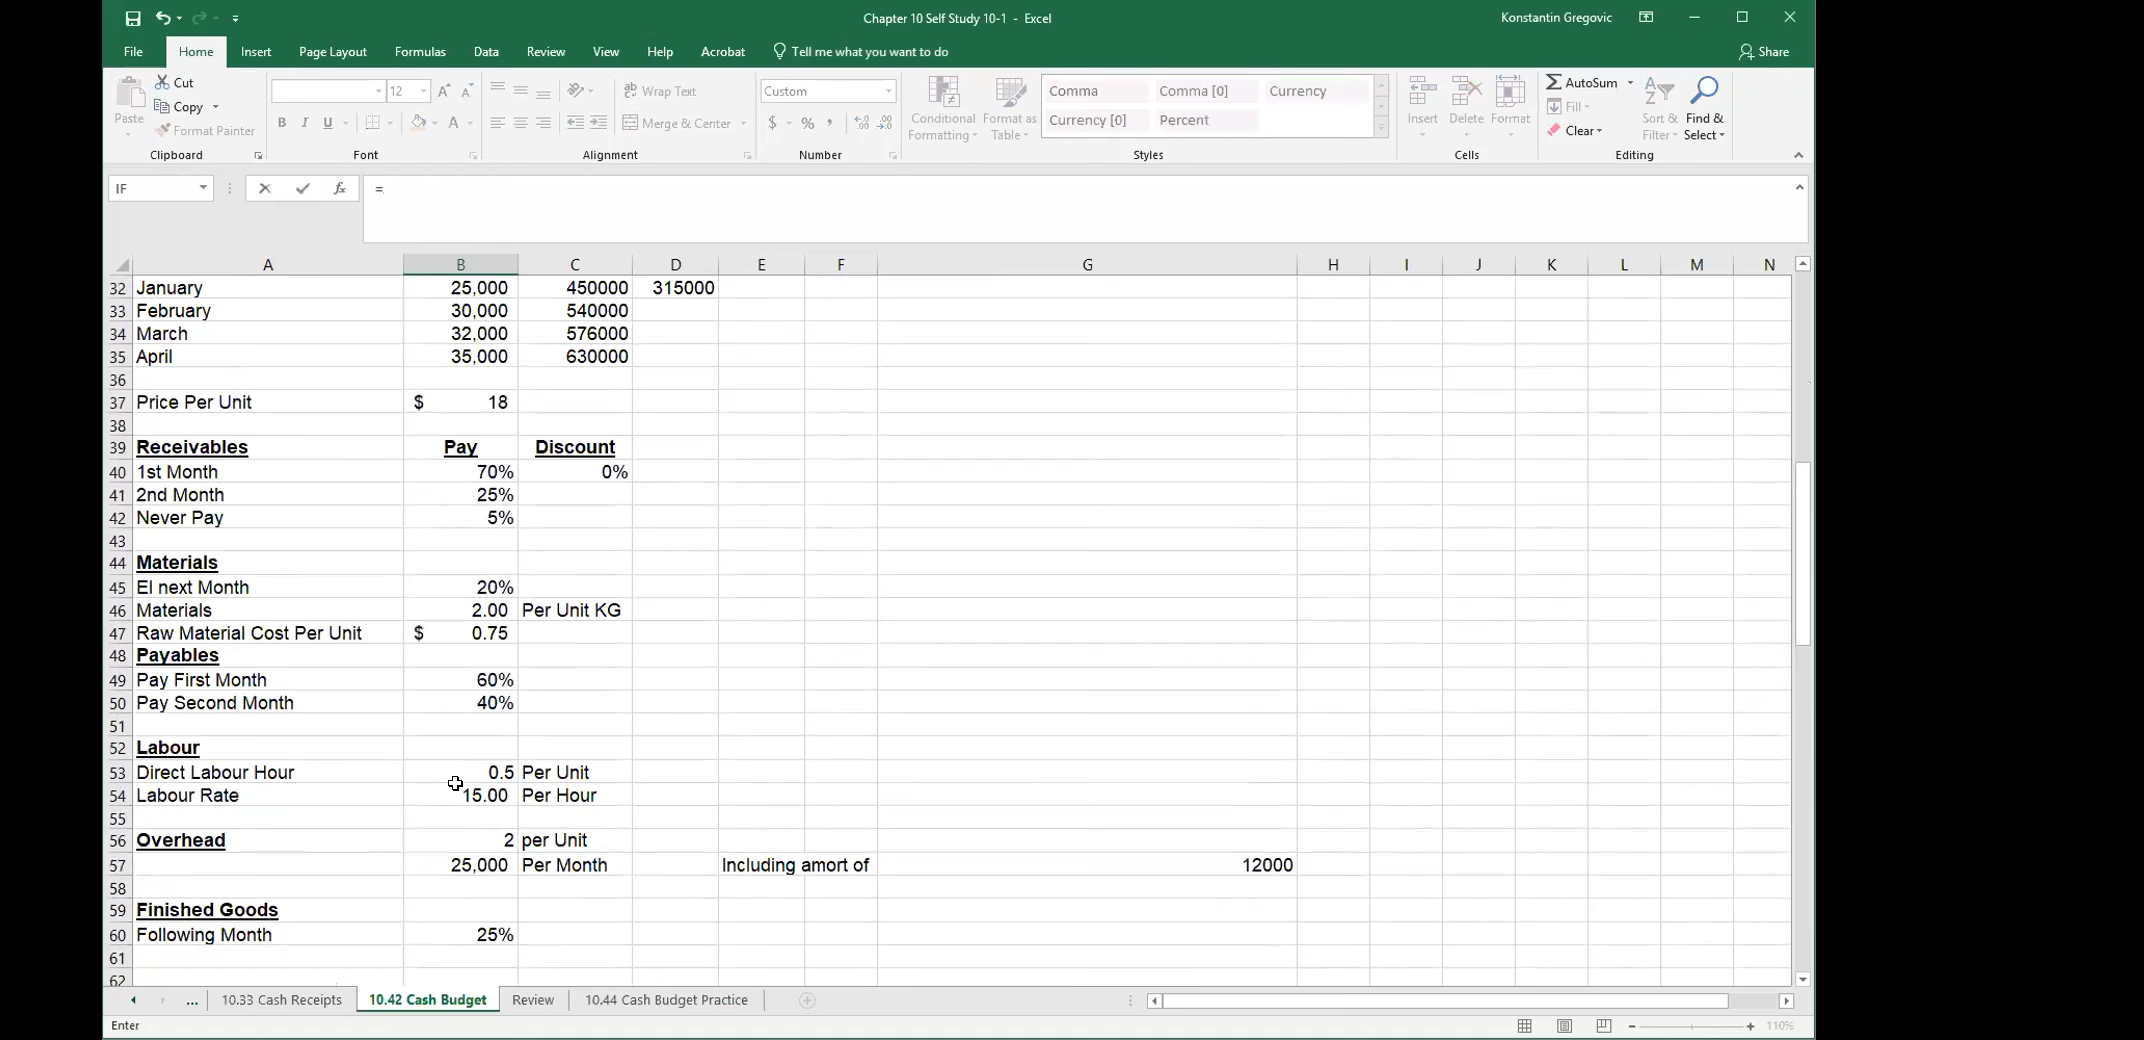 Chapter 10 Self Study 10-1 - Excel
Konstantin Gregovic
File Home Insert Page Layout Formulas Data Review View Help Acrobat Tell me what you want to do Share
Paste Cut Copy Format Painter
Clipboard
12 A A
B I U A
Font
Wrap Text
Merge & Center
Alignment
Custom
$ % ,
Number
Conditional Formatting Format as Table
Comma Comma [0] Currency
Currency [0] Percent
Styles
Insert Delete Format
Cells
AutoSum
Fill
Clear
Sort & Filter
Find & Select
Editing
IF fx =
A B C D E F G H I J K L M N
32 January 25,000 450000 315000
33 February 30,000 540000
34 March 32,000 576000
35 April 35,000 630000
36
37 Price Per Unit $ 18
38
39 Receivables Pay Discount
40 1st Month 70% 0%
41 2nd Month 25%
42 Never Pay 5%
43
44 Materials
45 EI next Month 20%
46 Materials 2.00 Per Unit KG
47 Raw Material Cost Per Unit $ 0.75
48 Payables
49 Pay First Month 60%
50 Pay Second Month 40%
51
52 Labour
53 Direct Labour Hour 0.5 Per Unit
54 Labour Rate 15.00 Per Hour
55
56 Overhead 2 per Unit
57 25,000 Per Month Including amort of 12000
58
59 Finished Goods
60 Following Month 25%
61
62
... 10.33 Cash Receipts 10.42 Cash Budget Review 10.44 Cash Budget Practice
Enter 110%